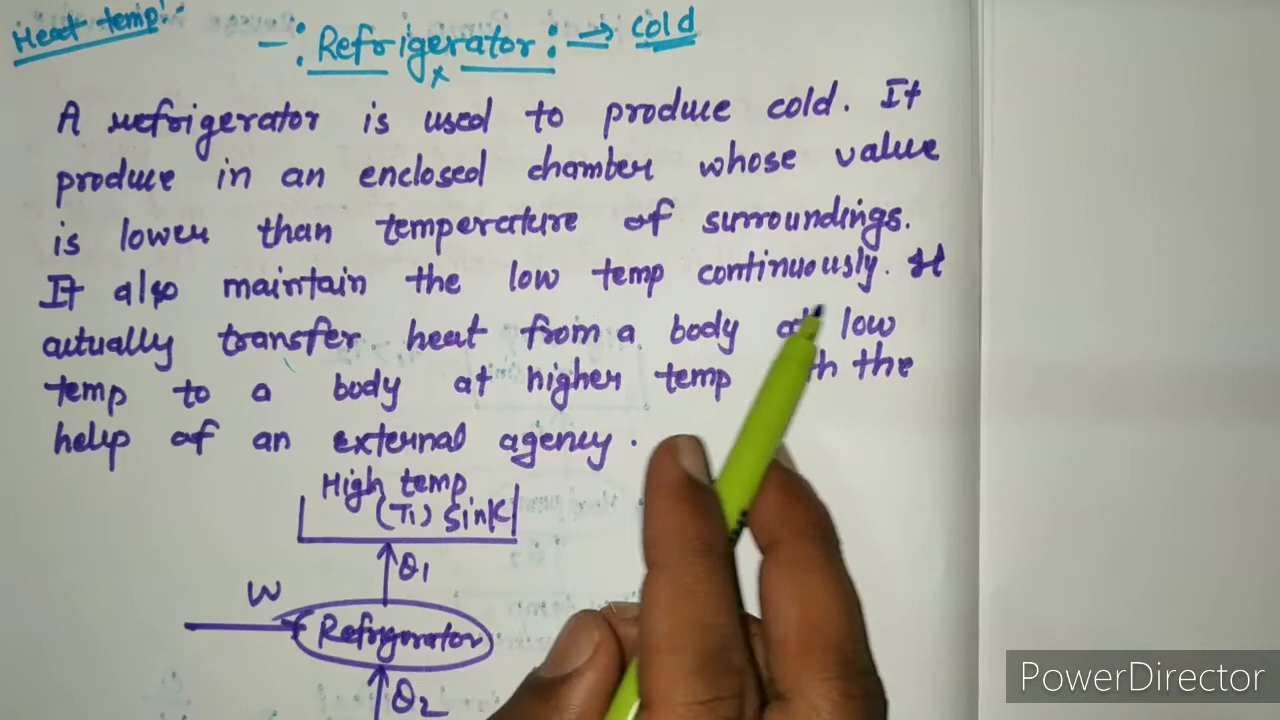 Heat temp:-
-: Refrigerator :- → cold
x
A refrigerator is used to produce cold. It
produce in an enclosed chamber whose value
is lower than temperature of surroundings.
It also maintain the low temp continuously. It
actually transfer heat from a body at low
temp to a body at higher temp the
help of an external agency.
High temp
(T1) Sink
Q1
W
Refrigerator
Q2
PowerDirector